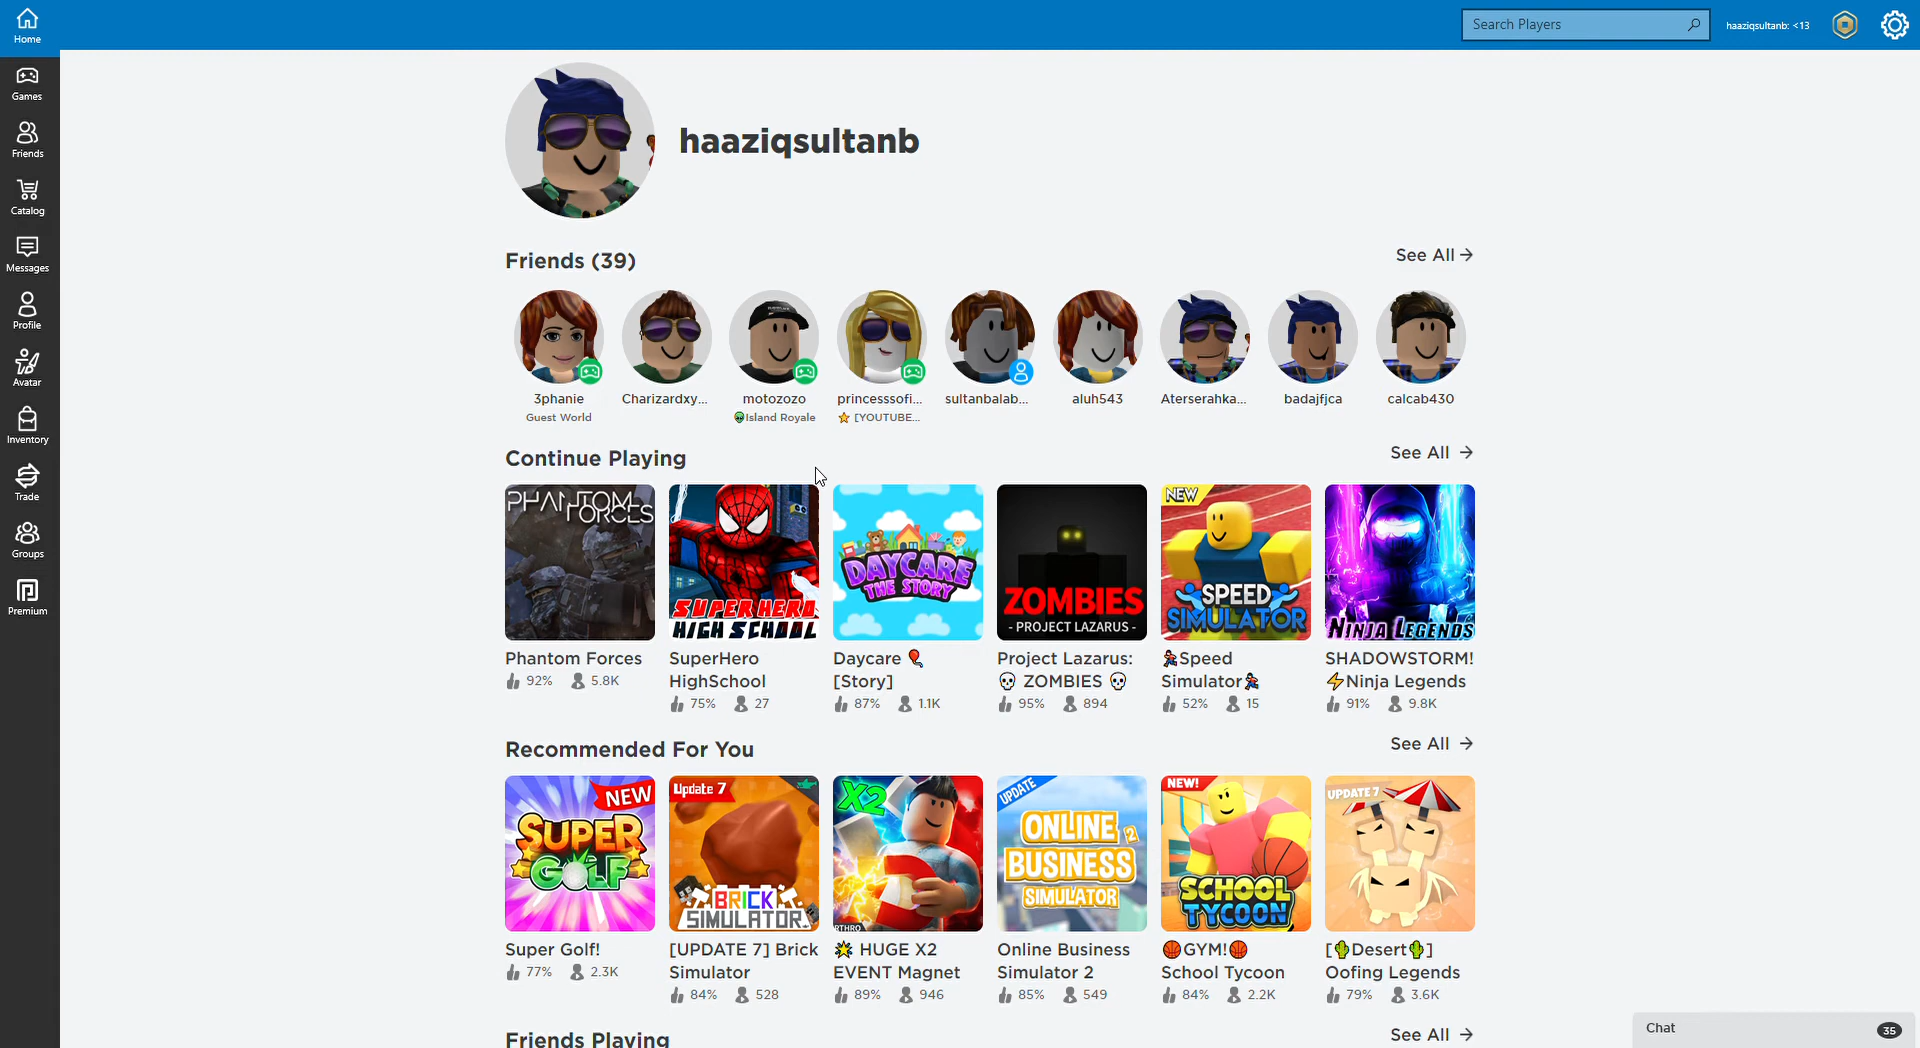 Home
Search Players
haaziqsultanb: <13
Games
Friends
Catalog
Messages
Profile
Avatar
Inventory
Trade
Groups
Premium
haaziqsultanb
Friends (39)
See All
3phanie
Charizardxy...
motozozo
princesssofi...
sultanbalab...
aluh543
Aterserahka...
badajfjca
calcab430
Guest World
Island Royale
[YOUTUBE...
Continue Playing
See All
PHANTOM
FORCES
SUPER HERO
HIGH SCHOOL
DAYCARE
THE STORY
ZOMBIES
- PROJECT LAZARUS -
NEW
SPEED
SIMULATOR
NINJA LEGENDS
Phantom Forces
92% 5.8K
SuperHero
HighSchool
75% 27
Daycare
[Story]
87% 1.1K
Project Lazarus:
ZOMBIES
95% 894
Speed
Simulator
52% 15
SHADOWSTORM!
Ninja Legends
91% 9.8K
Recommended For You
See All
NEW
SUPER
GOLF
Update 7
BRICK
SIMULATOR
X2
RTHRO
UPDATE
ONLINE 2
BUSINESS
SIMULATOR
NEW!
SCHOOL
TYCOON
UPDATE 7
Super Golf!
77% 2.3K
[UPDATE 7] Brick
Simulator
84% 528
HUGE X2
EVENT Magnet
89% 946
Online Business
Simulator 2
85% 549
GYM!
School Tycoon
84% 2.2K
[Desert]
Oofing Legends
79% 3.6K
Friends Playing
See All
Chat
35